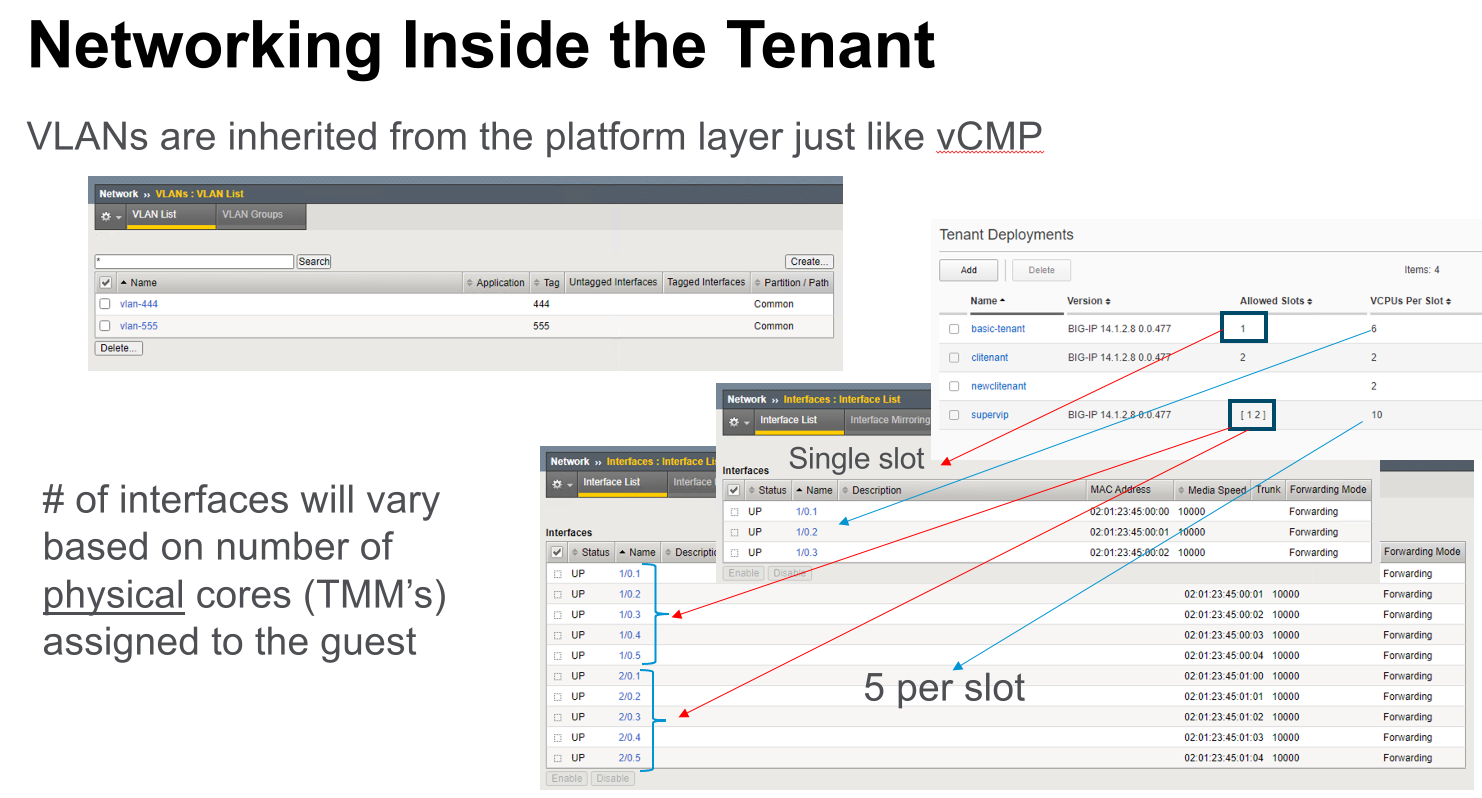 Networking Inside the Tenant
VLANs are inherited from the platform layer just like vCMP
Network ›› VLANs : VLAN List
VLAN List VLAN Groups
* Search Create...
Name Application Tag Untagged Interfaces Tagged Interfaces Partition / Path
vlan-444 444 Common
vlan-555 555 Common
Delete...
Tenant Deployments
Add Delete Items: 4
Name Version Allowed Slots VCPUs Per Slot
basic-tenant BIG-IP 14.1.2.8 0.0.477 1 6
clitenant BIG-IP 14.1.2.8 0.0.477 2 2
newclitenant 2
supervip BIG-IP 14.1.2.8 0.0.477 [ 1 2 ] 10
# of interfaces will vary
based on number of
physical cores (TMM’s)
assigned to the guest
Network ›› Interfaces : Interface List
Interface List Interface Mirroring
Single slot
Interfaces
Status Name Description MAC Address Media Speed Trunk Forwarding Mode
UP 1/0.1 02:01:23:45:00:00 10000 Forwarding
UP 1/0.2 02:01:23:45:00:01 10000 Forwarding
UP 1/0.3 02:01:23:45:00:02 10000 Forwarding
Enable Disable
Network ›› Interfaces : Interface Lis
Interface List Interface
Interfaces
Status Name Descriptio Forwarding Mode
UP 1/0.1 Forwarding
UP 1/0.2 02:01:23:45:00:01 10000 Forwarding
UP 1/0.3 02:01:23:45:00:02 10000 Forwarding
UP 1/0.4 02:01:23:45:00:03 10000 Forwarding
UP 1/0.5 02:01:23:45:00:04 10000 Forwarding
UP 2/0.1 02:01:23:45:01:00 10000 Forwarding
UP 2/0.2 02:01:23:45:01:01 10000 Forwarding
UP 2/0.3 02:01:23:45:01:02 10000 Forwarding
UP 2/0.4 02:01:23:45:01:03 10000 Forwarding
UP 2/0.5 02:01:23:45:01:04 10000 Forwarding
5 per slot
Enable Disable